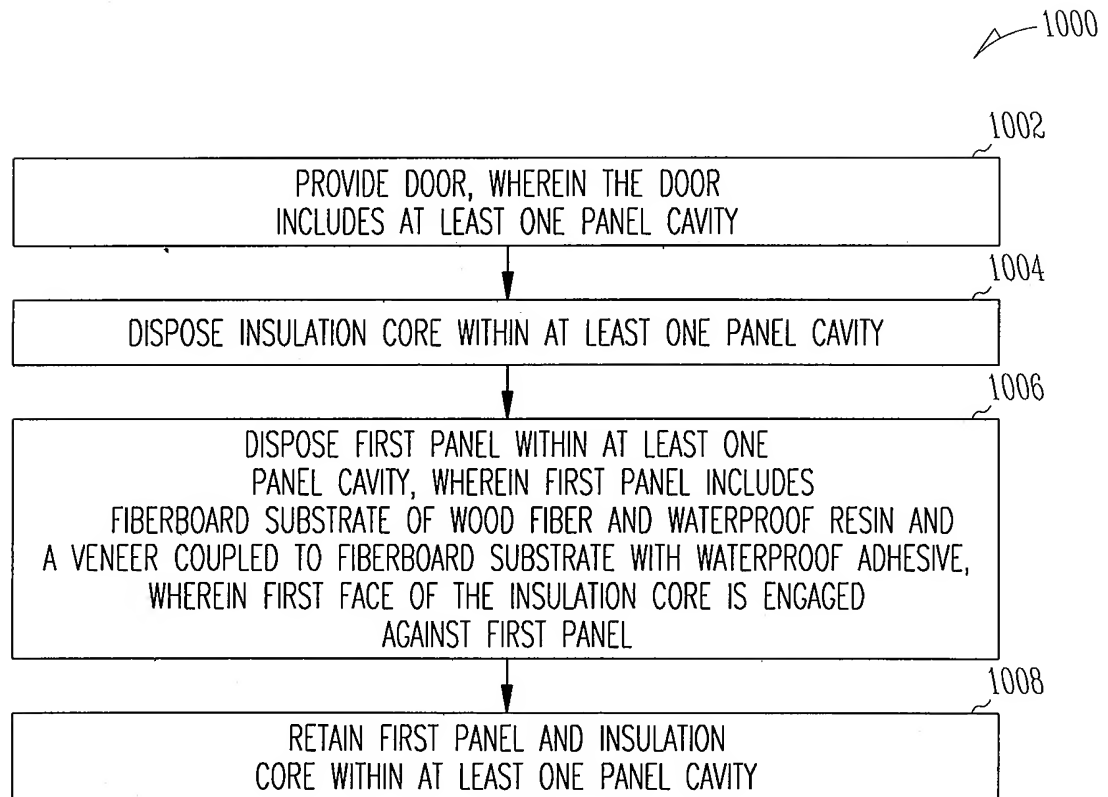 1000
1002
PROVIDE DOOR, WHEREIN THE DOOR
INCLUDES AT LEAST ONE PANEL CAVITY
1004
DISPOSE INSULATION CORE WITHIN AT LEAST ONE PANEL CAVITY
1006
DISPOSE FIRST PANEL WITHIN AT LEAST ONE
PANEL CAVITY, WHEREIN FIRST PANEL INCLUDES
FIBERBOARD SUBSTRATE OF WOOD FIBER AND WATERPROOF RESIN AND
A VENEER COUPLED TO FIBERBOARD SUBSTRATE WITH WATERPROOF ADHESIVE,
WHEREIN FIRST FACE OF THE INSULATION CORE IS ENGAGED
AGAINST FIRST PANEL
1008
RETAIN FIRST PANEL AND INSULATION
CORE WITHIN AT LEAST ONE PANEL CAVITY